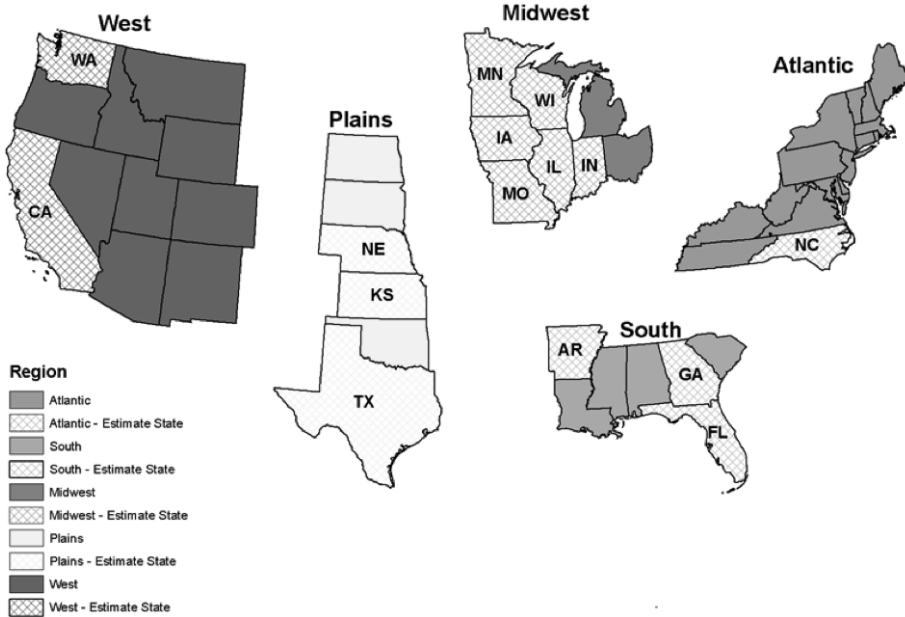 West
WA
CA
Plains
NE
KS
TX
Midwest
MN
WI
IA
IL
IN
MO
Atlantic
NC
South
AR
GA
FL
Region
Atlantic
Atlantic - Estimate State
South
South - Estimate State
Midwest
Midwest - Estimate State
Plains
Plains - Estimate State
West
West - Estimate State